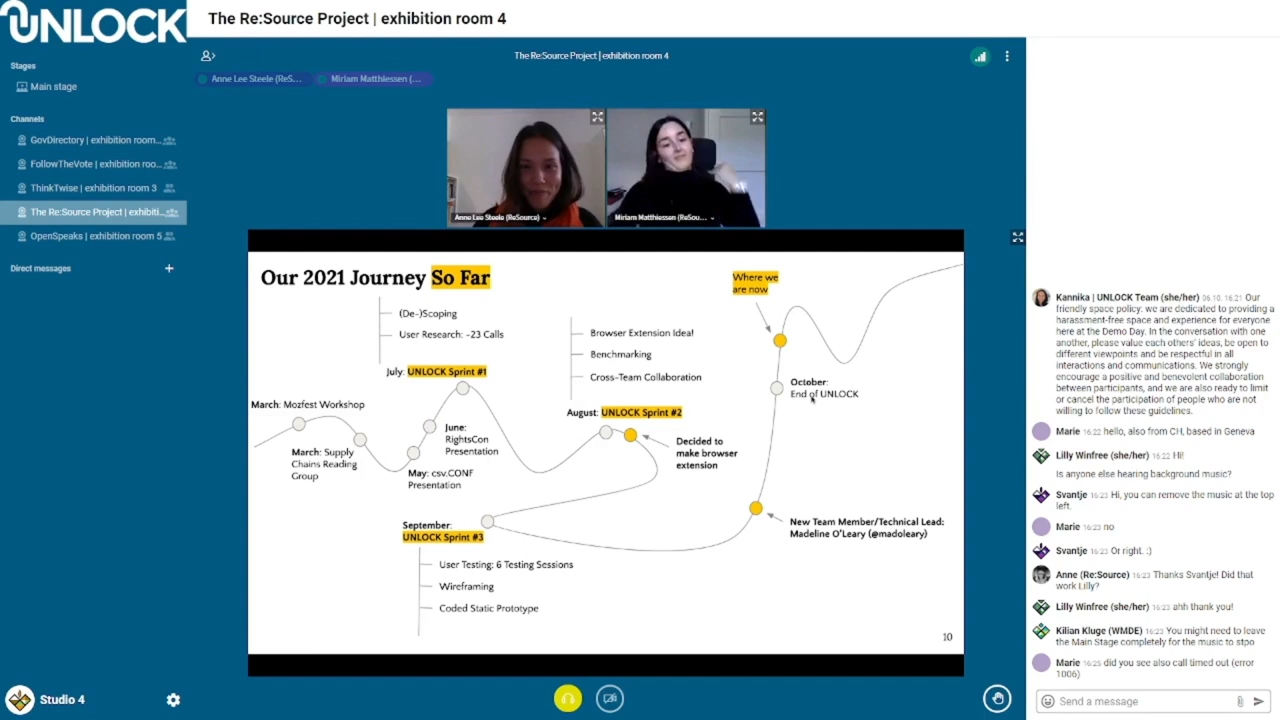 UNLOCK
The Re:Source Project | exhibition room 4
Stages
Main stage
Channels
GovDirectory | exhibition room...
FollowTheVote | exhibition roo...
ThinkTwise | exhibition room 3
The Re:Source Project | exhibiti...
OpenSpeaks | exhibition room 5
Direct messages
+
Studio 4
The Re:Source Project | exhibition room 4
Anne Lee Steele (ReS...
Miriam Matthiessen (...
Anne Lee Steele (ReSource)
Miriam Matthiessen (ReSou...
Our 2021 Journey So Far
(De-)Scoping
User Research: ~23 Calls
July: UNLOCK Sprint #1
March: Mozfest Workshop
March: Supply
Chains Reading
Group
June:
RightsCon
Presentation
May: csv.CONF
Presentation
Browser Extension Idea!
Benchmarking
Cross-Team Collaboration
August: UNLOCK Sprint #2
Decided to
make browser
extension
September:
UNLOCK Sprint #3
User Testing: 6 Testing Sessions
Wireframing
Coded Static Prototype
Where we
are now
October:
End of UNLOCK
New Team Member/Technical Lead:
Madeline O'Leary (@madoleary)
10
Kannika | UNLOCK Team (she/her) 06.10, 16:21 Our
friendly space policy: we are dedicated to providing a
harassment-free space and experience for everyone
here at the Demo Day. In the conversation with one
another, please value each others' ideas, be open to
different viewpoints and be respectful in all
interactions and communications. We strongly
encourage a positive and benevolent collaboration
between participants, and we are also ready to limit
or cancel the participation of people who are not
willing to follow these guidelines.
Marie 16:22 hello, also from CH, based in Geneva
Lilly Winfree (she/her) 16:22 Hi!
Is anyone else hearing background music?
Svantje 16:23 Hi, you can remove the music at the top
left.
Marie 16:23 no
Svantje 16:23 Or right. :)
Anne (Re:Source) 16:23 Thanks Svantje! Did that
work Lilly?
Lilly Winfree (she/her) 16:23 ahh thank you!
Kilian Kluge (WMDE) 16:23 You might need to leave
the Main Stage completely for the music to stpo
Marie 16:25 did you see also call timed out (error
1006)
Send a message